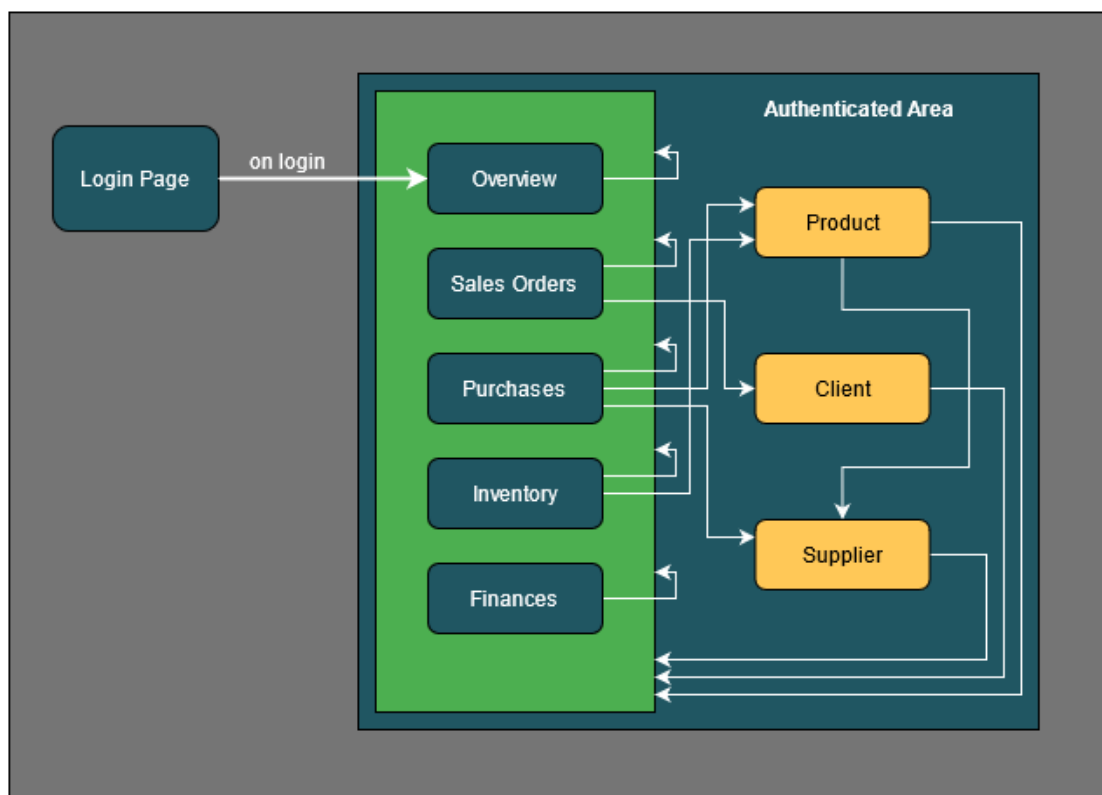 Authenticated Area
Login Page
on login
Overview
Sales Orders
Purchases
Inventory
Finances
Product
Client
Supplier